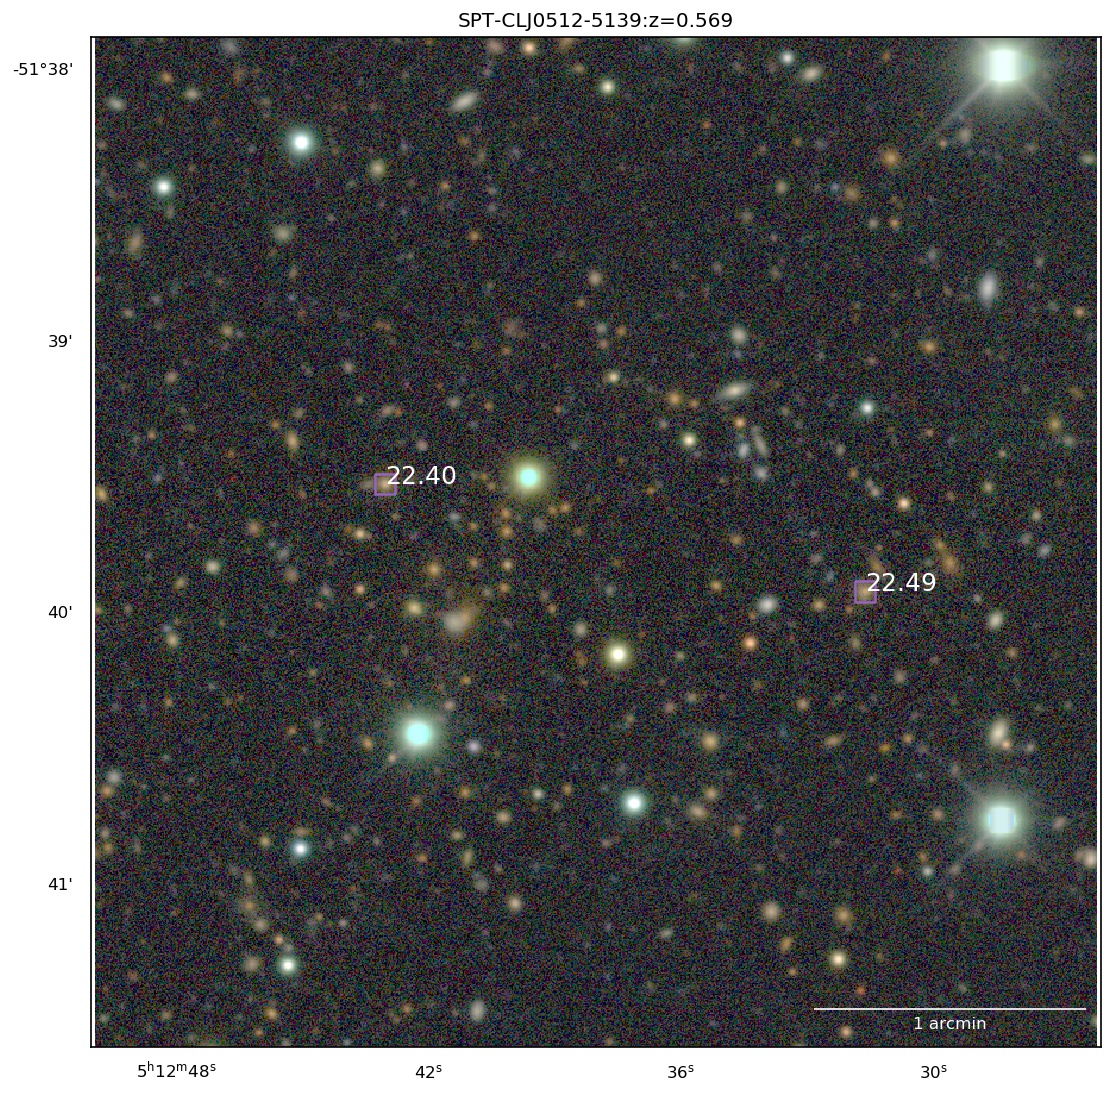 SPT-CLJ0512-5139:z=0.569
-51°38'
39'
22.40
22.49
40'
41'
1 arcmin
5ʰ12ᵐ48ˢ 42ˢ 36ˢ 30ˢ